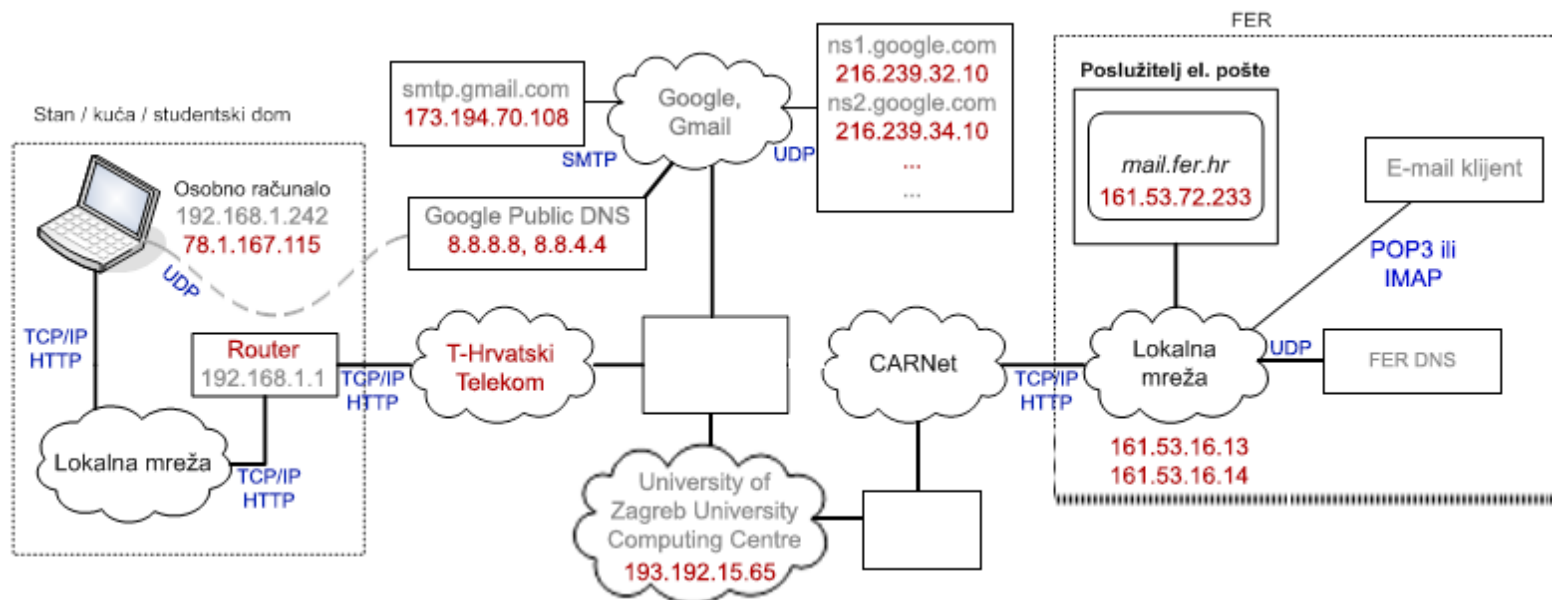 FER
Stan / kuća / studentski dom
Osobno računalo
192.168.1.242
78.1.167.115
UDP
TCP/IP
HTTP
Lokalna mreža
TCP/IP
HTTP
Router
192.168.1.1
TCP/IP
HTTP
T-Hrvatski
Telekom
smtp.gmail.com
173.194.70.108
SMTP
Google,
Gmail
UDP
ns1.google.com
216.239.32.10
ns2.google.com
216.239.34.10
...
...
Google Public DNS
8.8.8.8, 8.8.4.4
University of
Zagreb University
Computing Centre
193.192.15.65
CARNet
TCP/IP
HTTP
Poslužitelj el. pošte
mail.fer.hr
161.53.72.233
E-mail klijent
POP3 ili
IMAP
Lokalna
mreža
UDP
FER DNS
161.53.16.13
161.53.16.14